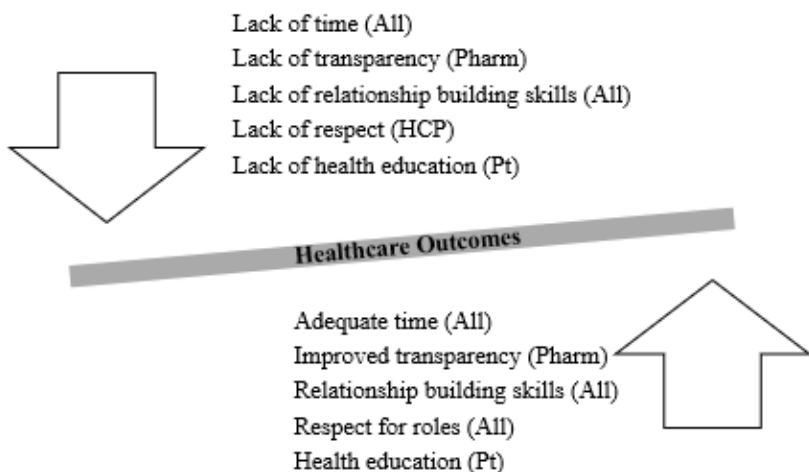 Lack of time (All)
Lack of transparency (Pharm)
Lack of relationship building skills (All)
Lack of respect (HCP)
Lack of health education (Pt)
Healthcare Outcomes
Adequate time (All)
Improved transparency (Pharm)
Relationship building skills (All)
Respect for roles (All)
Health education (Pt)